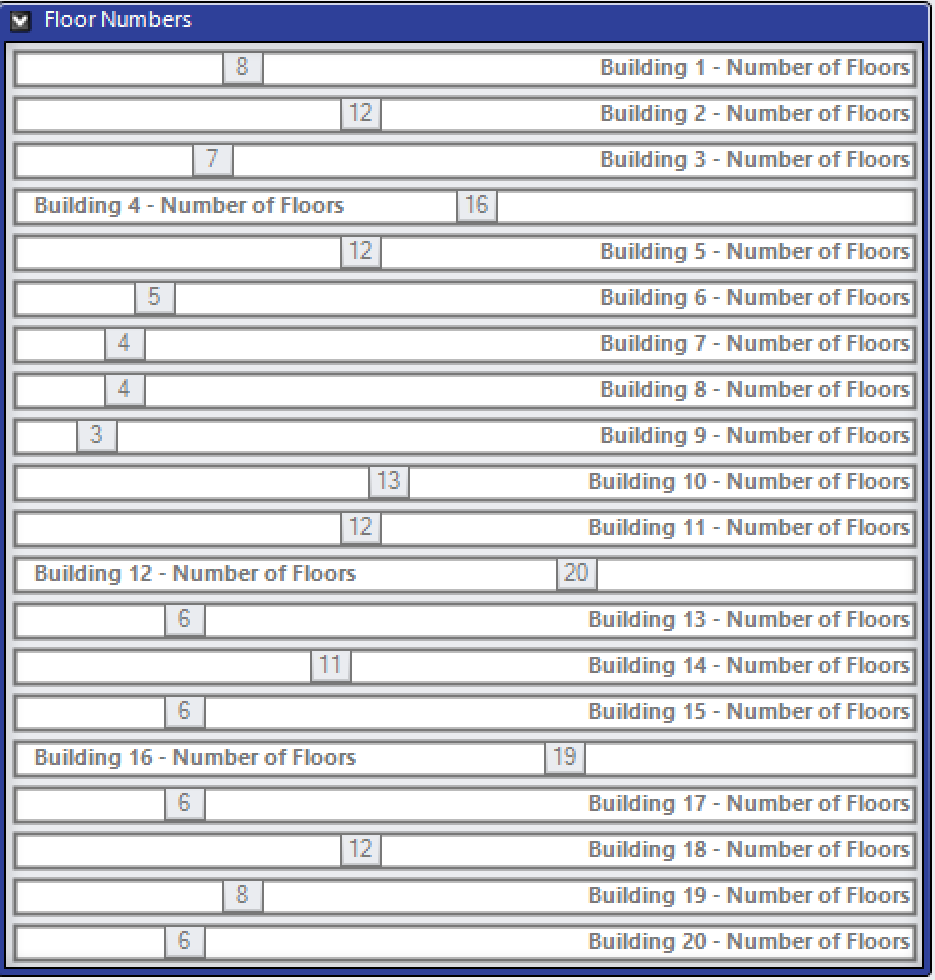 Floor Numbers
8 Building 1 - Number of Floors
12 Building 2 - Number of Floors
7 Building 3 - Number of Floors
Building 4 - Number of Floors 16
12 Building 5 - Number of Floors
5 Building 6 - Number of Floors
4 Building 7 - Number of Floors
4 Building 8 - Number of Floors
3 Building 9 - Number of Floors
13 Building 10 - Number of Floors
12 Building 11 - Number of Floors
Building 12 - Number of Floors 20
6 Building 13 - Number of Floors
11 Building 14 - Number of Floors
6 Building 15 - Number of Floors
Building 16 - Number of Floors 19
6 Building 17 - Number of Floors
12 Building 18 - Number of Floors
8 Building 19 - Number of Floors
6 Building 20 - Number of Floors